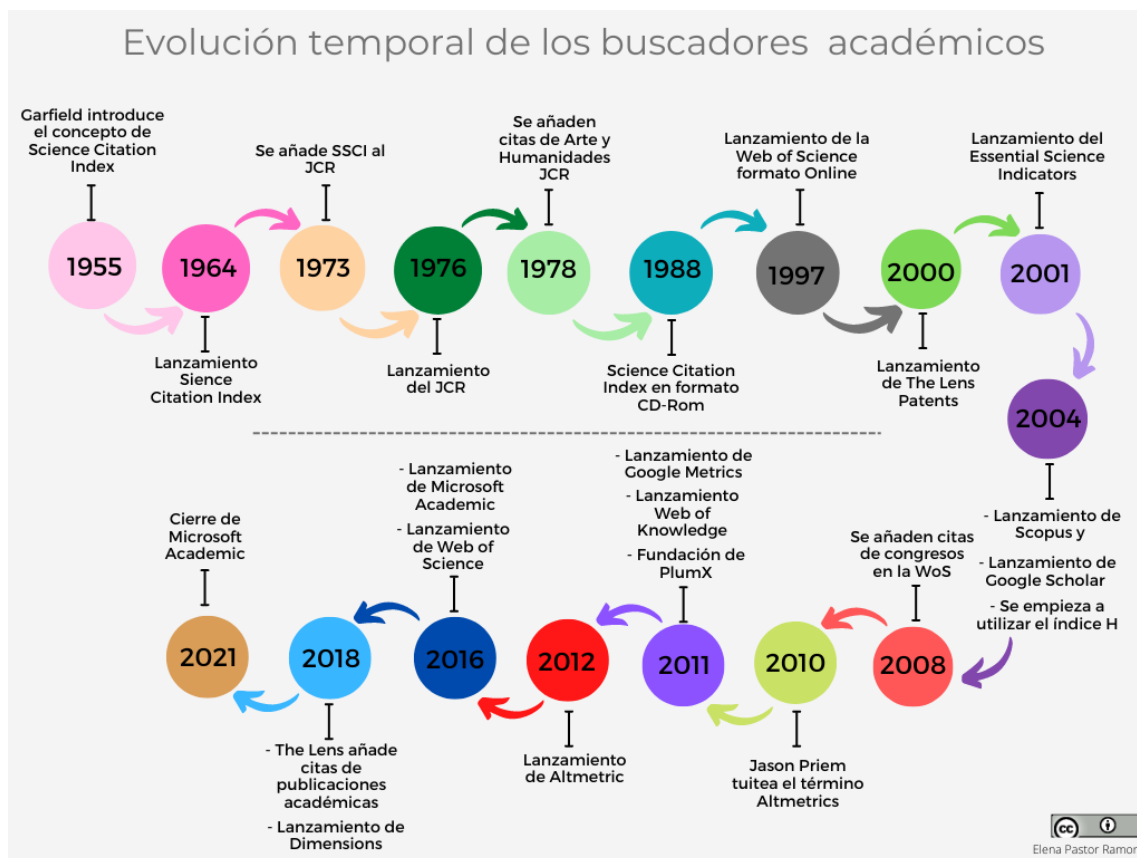 Evolución temporal de los buscadores académicos
Garfield introduce
el concepto de
Science Citation
Index
1955
1964
Lanzamiento
Sience
Citation Index
Se añade SSCI al
JCR
1973
1976
Lanzamiento
del JCR
Se añaden
citas de Arte y
Humanidades
JCR
1978
1988
Science Citation
Index en formato
CD-Rom
Lanzamiento de la
Web of Science
formato Online
1997
2000
Lanzamiento
de The Lens
Patents
Lanzamiento del
Essential Science
Indicators
2001
2004
- Lanzamiento de
Scopus y
- Lanzamiento de
Google Scholar
- Se empieza a
utilizar el índice H
Se añaden citas
de congresos
en la WoS
2008
2010
Jason Priem
tuitea el término
Altmetrics
- Lanzamiento de
Google Metrics
- Lanzamiento
Web of
Knowledge
- Fundación de
PlumX
2011
2012
Lanzamiento
de Altmetric
- Lanzamiento
de Microsoft
Academic
- Lanzamiento
de Web of
Science
2016
2018
- The Lens añade
citas de
publicaciones
académicas
- Lanzamiento de
Dimensions
Cierre de
Microsoft
Academic
2021
cc
Elena Pastor Ramon